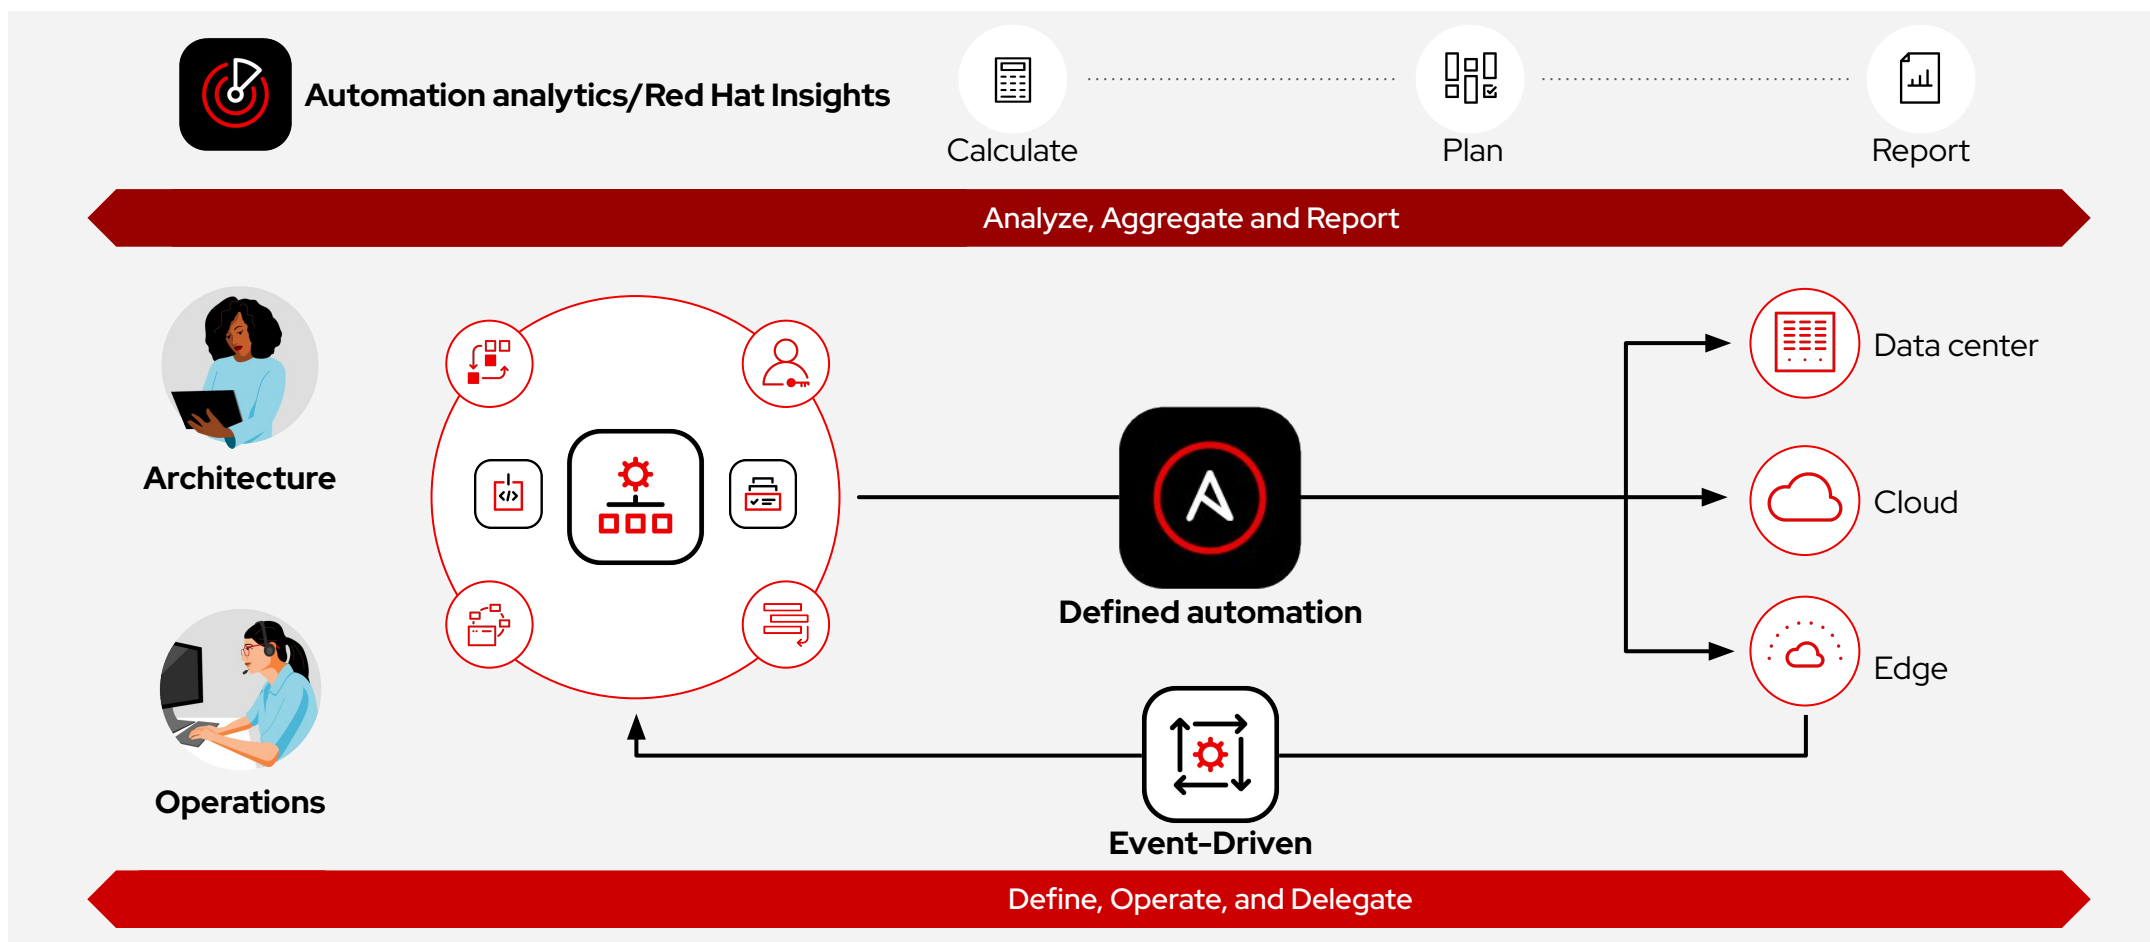 Automation analytics/Red Hat Insights
Calculate
Plan
Report
Analyze, Aggregate and Report
Architecture
Operations
Defined automation
Data center
Cloud
Edge
Event-Driven
Define, Operate, and Delegate